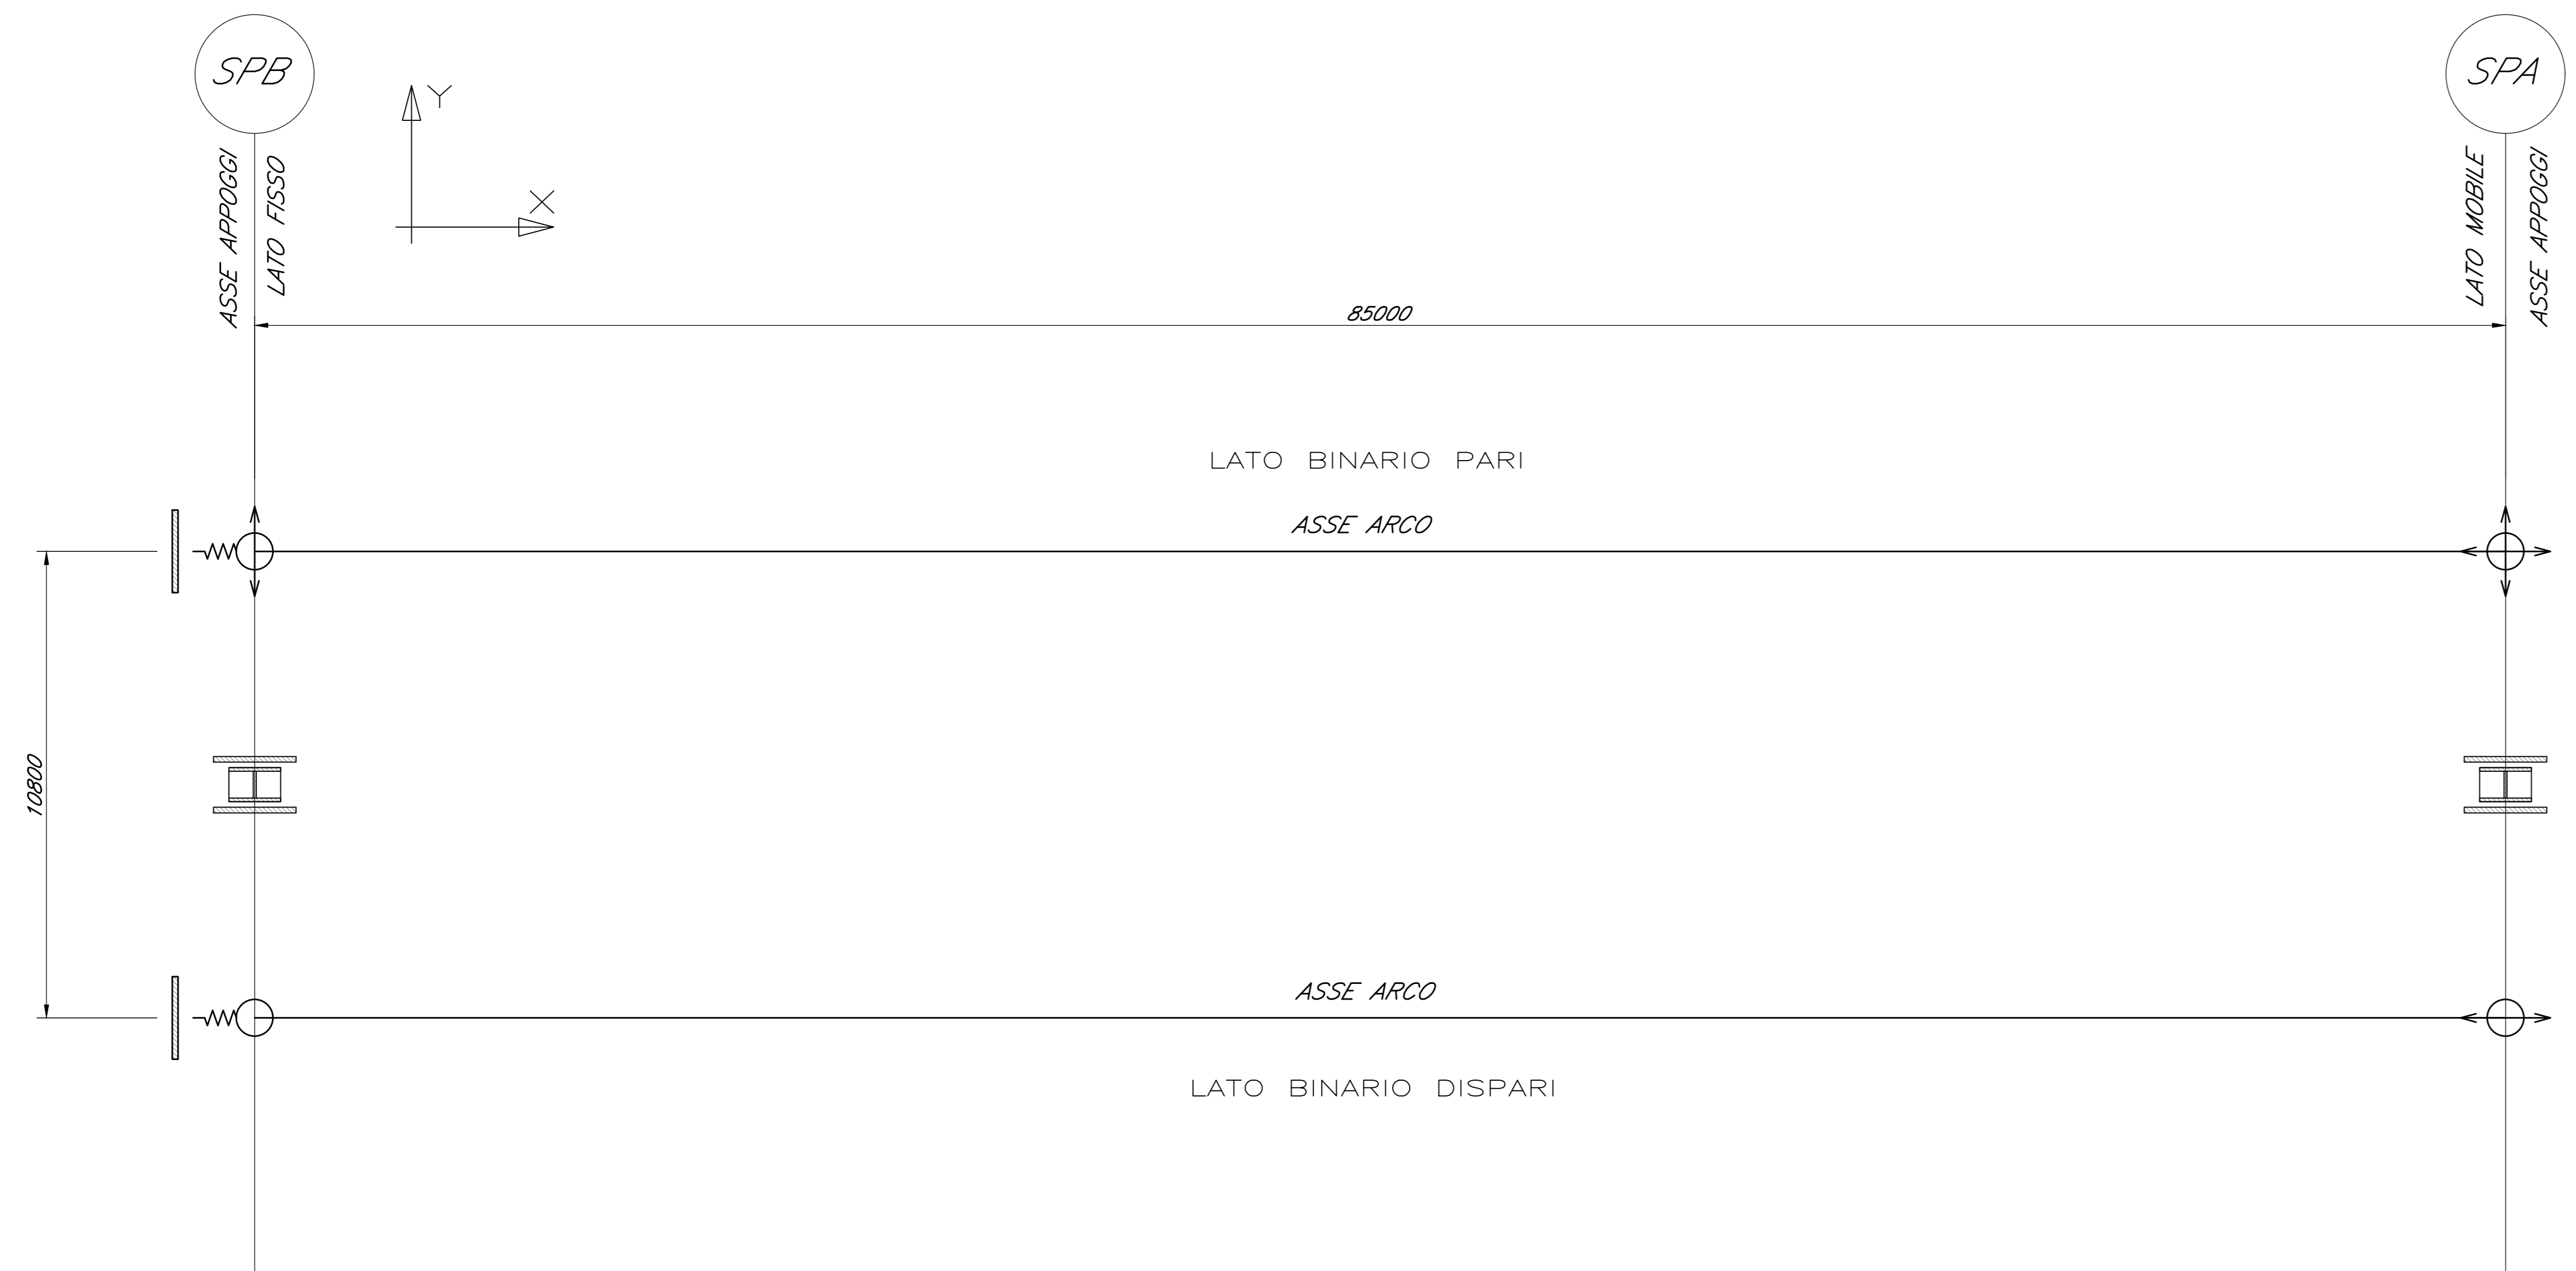 SPB
SPA
Y
X
ASSE APPOGGI
LATO FISSO
LATO MOBILE
ASSE APPOGGI
85000
LATO BINARIO PARI
ASSE ARCO
10800
ASSE ARCO
LATO BINARIO DISPARI